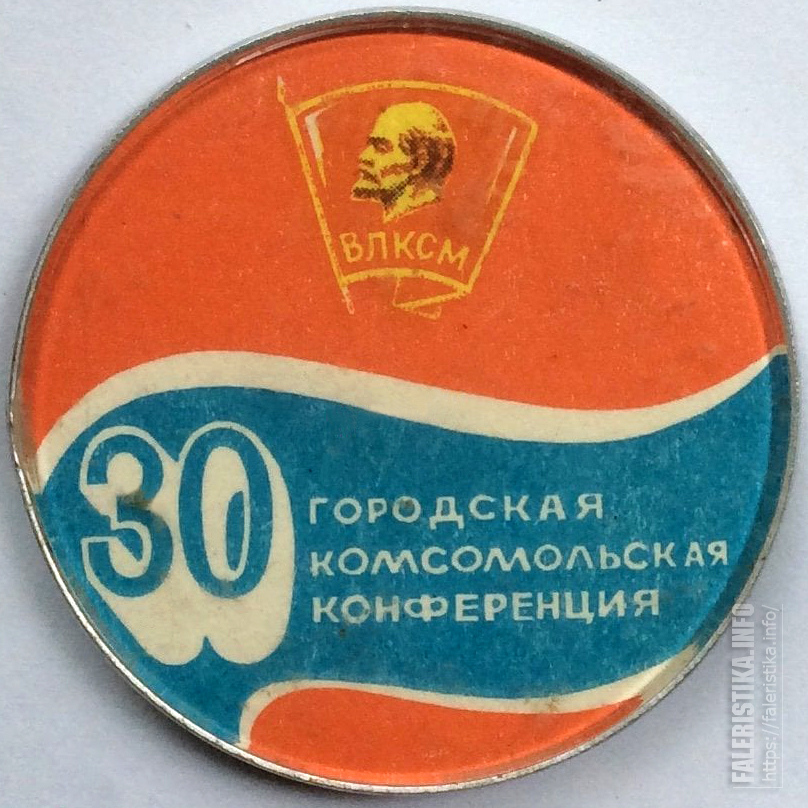 ВЛКСМ
30
ГОРОДСКАЯ
КОМСОМОЛЬСКАЯ
КОНФЕРЕНЦИЯ
FALERISTIKA.INFO
https://faleristika.info/